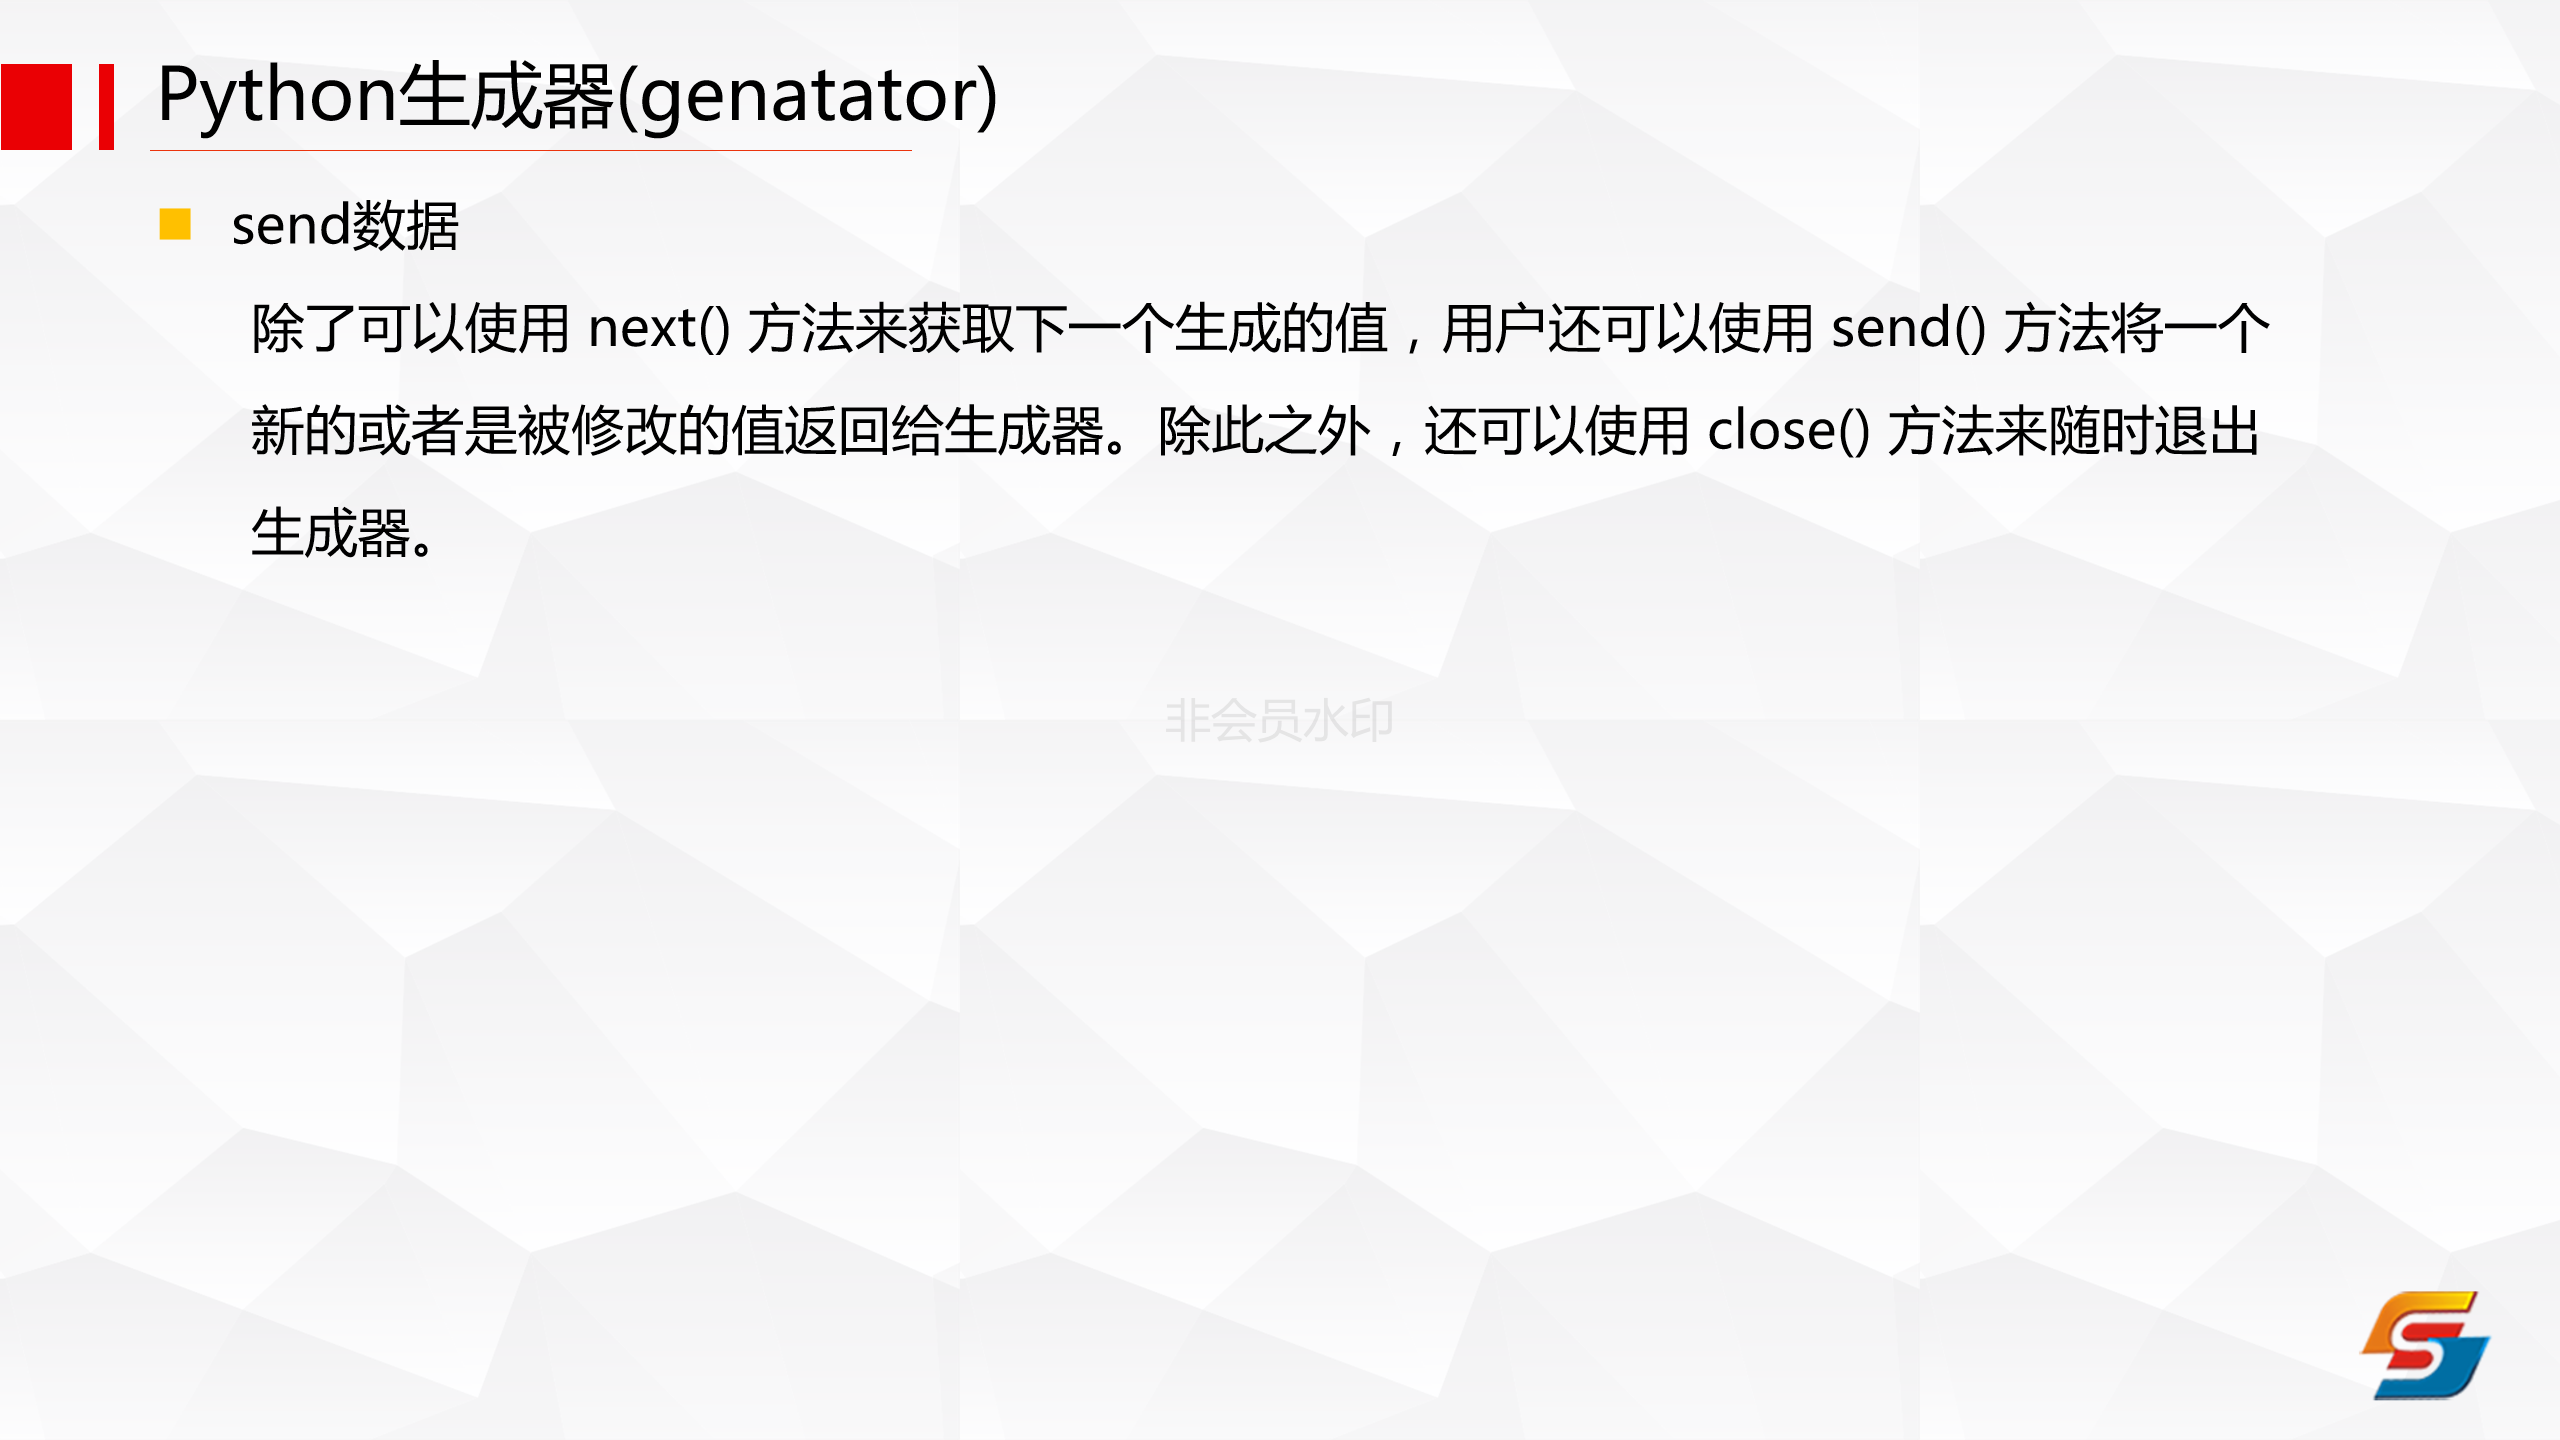 Python生成器(genatator)
send数据
除了可以使用 next() 方法来获取下一个生成的值，用户还可以使用 send() 方法将一个
新的或者是被修改的值返回给生成器。除此之外，还可以使用 close() 方法来随时退出
生成器。
非会员水印